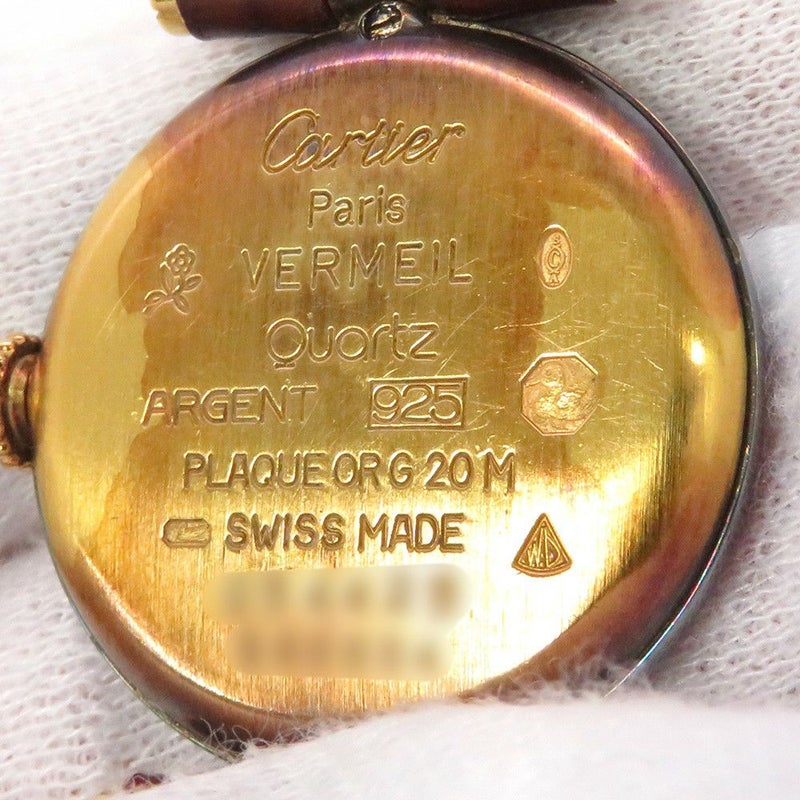 Cartier
Paris
VERMEIL
Quartz
ARGENT 925
PLAQUE OR G 20 M
SWISS MADE